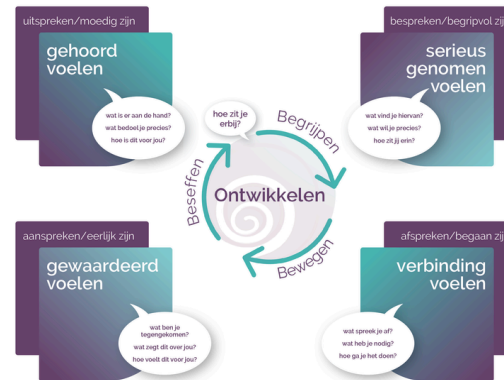 uitspreken/moedig zijn
gehoord
voelen
wat is er aan de hand?
wat bedoel je precies?
hoe is dit voor jou?
hoe zit je
erbij?
bespreken/begripvol zij
serieus
genomen
voelen
wat vind je hiervan?
wat wil je precies?
hoe zit jij erin?
Begrijpen
Beseffen
Ontwikkelen
Bewegen
aanspreken/eerlijk zijn
gewaardeerd
voelen
wat ben je
tegengekomen?
wat zegt dit over jou?
hoe voelt dit voor jou?
afspreken/begaan zij
verbinding
voelen
wat spreek je af?
wat heb je nodig?
hoe ga je het doen?